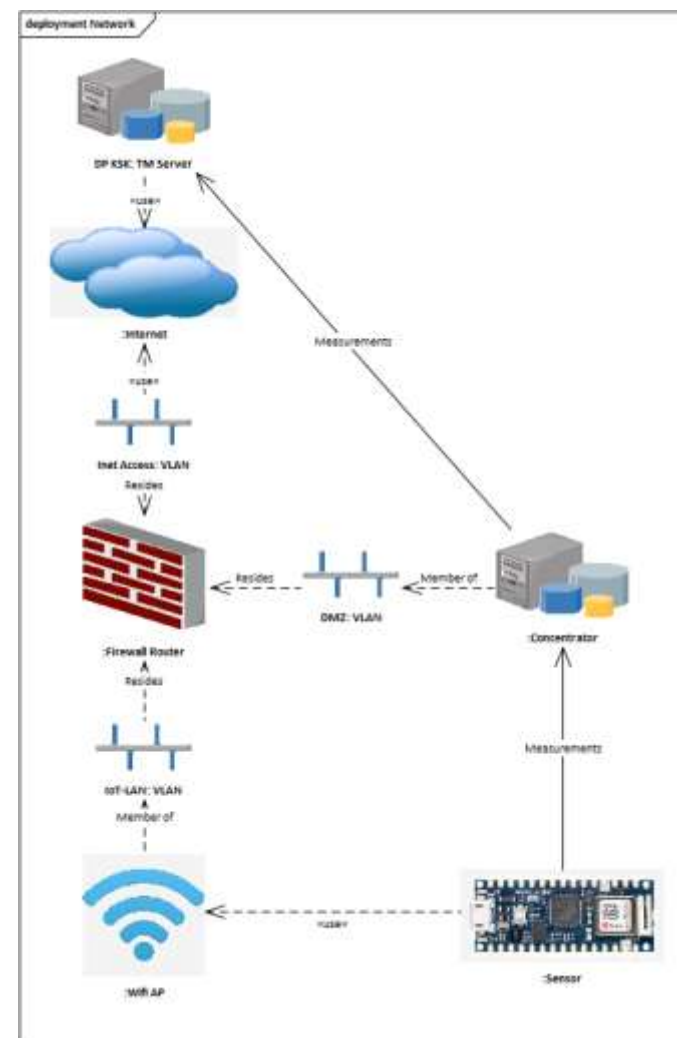 deployment Network
DP KSK: TM Server
«use»
:Internet
Measurements
«use»
Inet Access: VLAN
Resides
Resides
Member of
DMZ: VLAN
:Firewall Router
:Concentrator
Resides
Measurements
IoT-LAN: VLAN
Member of
«use»
:Wifi AP
:Sensor